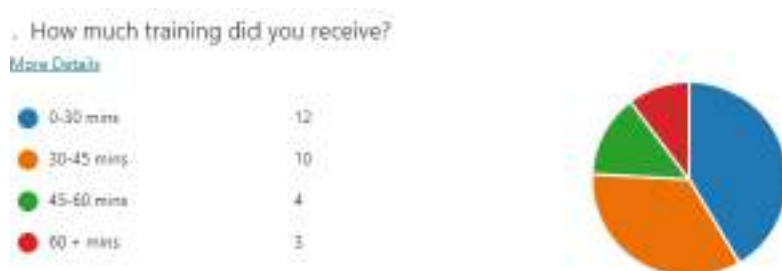 . How much training did you receive?
More Details
0-30 mins 12
30-45 mins 10
45-60 mins 4
60 + mins 3